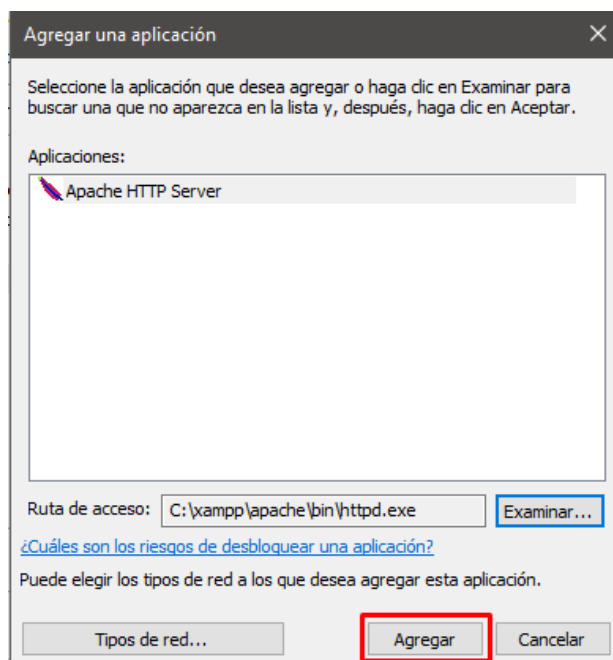 Agregar una aplicación
Seleccione la aplicación que desea agregar o haga clic en Examinar para
buscar una que no aparezca en la lista y, después, haga clic en Aceptar.
Aplicaciones:
Apache HTTP Server
Ruta de acceso: C:\xampp\apache\bin\httpd.exe Examinar...
¿Cuáles son los riesgos de desbloquear una aplicación?
Puede elegir los tipos de red a los que desea agregar esta aplicación.
Tipos de red... Agregar Cancelar